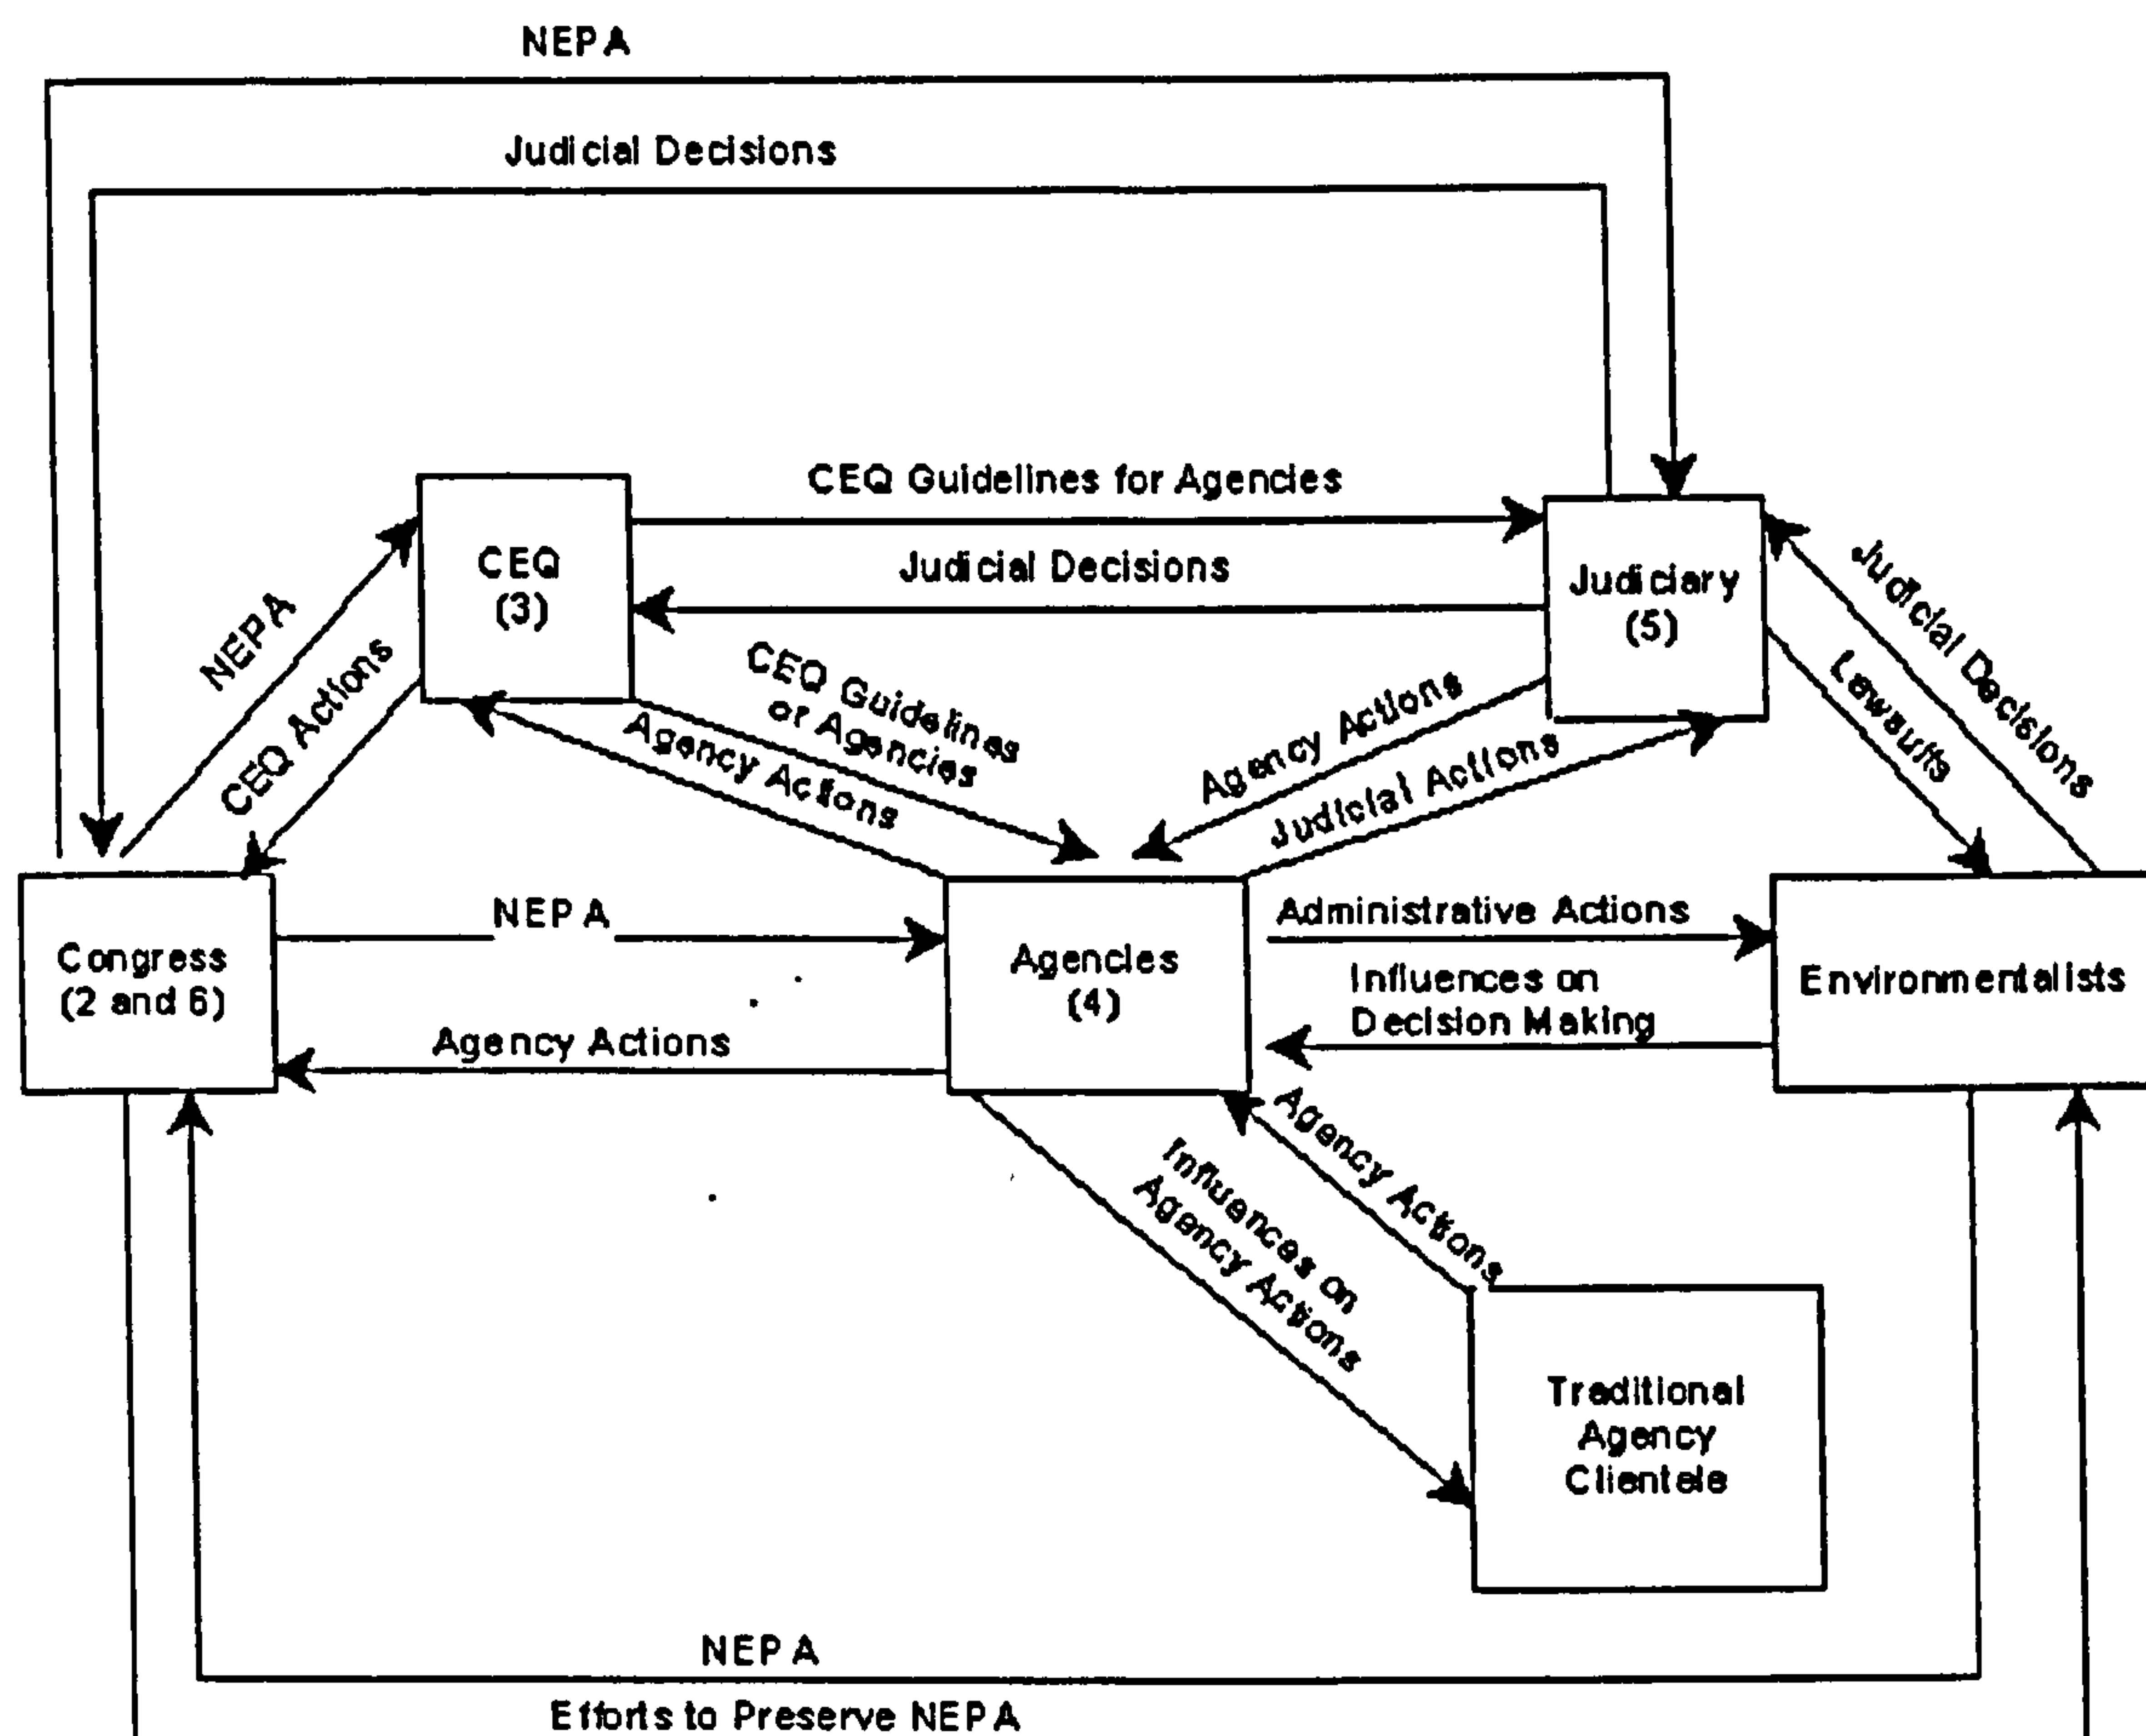 NEPA
Judicial Decisions
CEQ Guidelines for Agencies
CEQ
(3)
Judicial Decisions
Judiciary
(5)
Judicial Decisions
Lawsuits
NEPA
CEQ Actions
CEQ Guidelines
or Agencies
Agency Actions
Agency Actions
Judicial Actions
Congress
(2 and 6)
NEPA
Agency Actions
Agencies
(4)
Administrative Actions
Influences on
Decision Making
Environmentalists
Agency Actions
Influences on
Agency Actions
Traditional
Agency
Clientele
NEPA
Efforts to Preserve NEPA